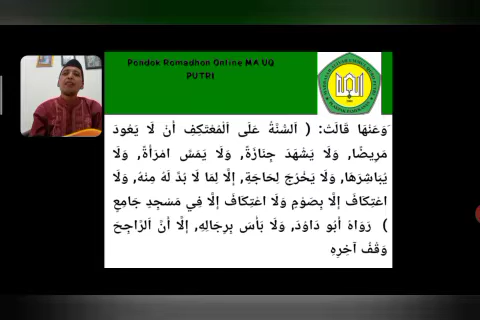 Pondok Romadhon Online MA UQ
PUTRI
وَعَنْهَا قَالَتْ: ( اَلسُّنَّةُ عَلَى اَلْمُعْتَكِفِ أَنْ لَا يَعُودَ
مَرِيضًا, وَلَا يَشْهَدَ جِنَازَةً, وَلَا يَمَسَّ امْرَأَةً, وَلَا
يُبَاشِرَهَا, وَلَا يَخْرُجَ لِحَاجَةٍ, إِلَّا لِمَا لَا بُدَّ لَهُ مِنْهُ, وَلَا
اعْتِكَافَ إِلَّا بِصَوْمٍ وَلَا اعْتِكَافَ إِلَّا فِي مَسْجِدٍ جَامِعٍ
) رَوَاهُ أَبُو دَاوُدَ, وَلَا بَأْسَ بِرِجَالِهِ, إِلَّا أَنَّ اَلرَّاجِحَ
وَقْفُ آخِرِهِ